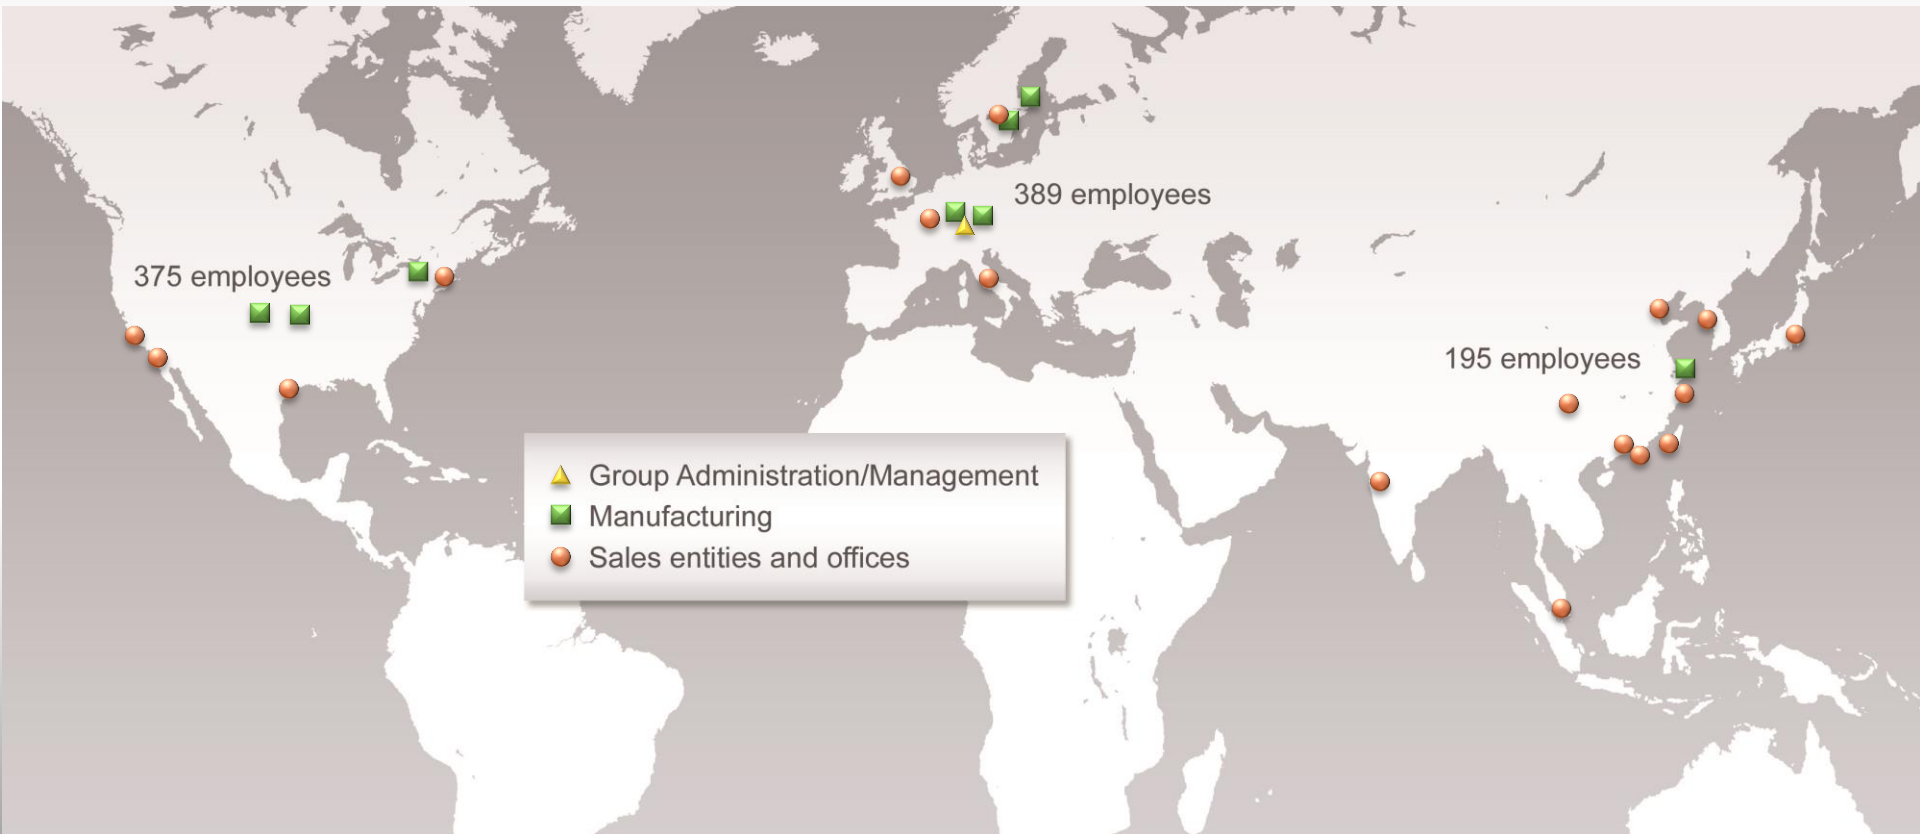 389 employees
375 employees
195 employees
Group Administration/Management
Manufacturing
Sales entities and offices